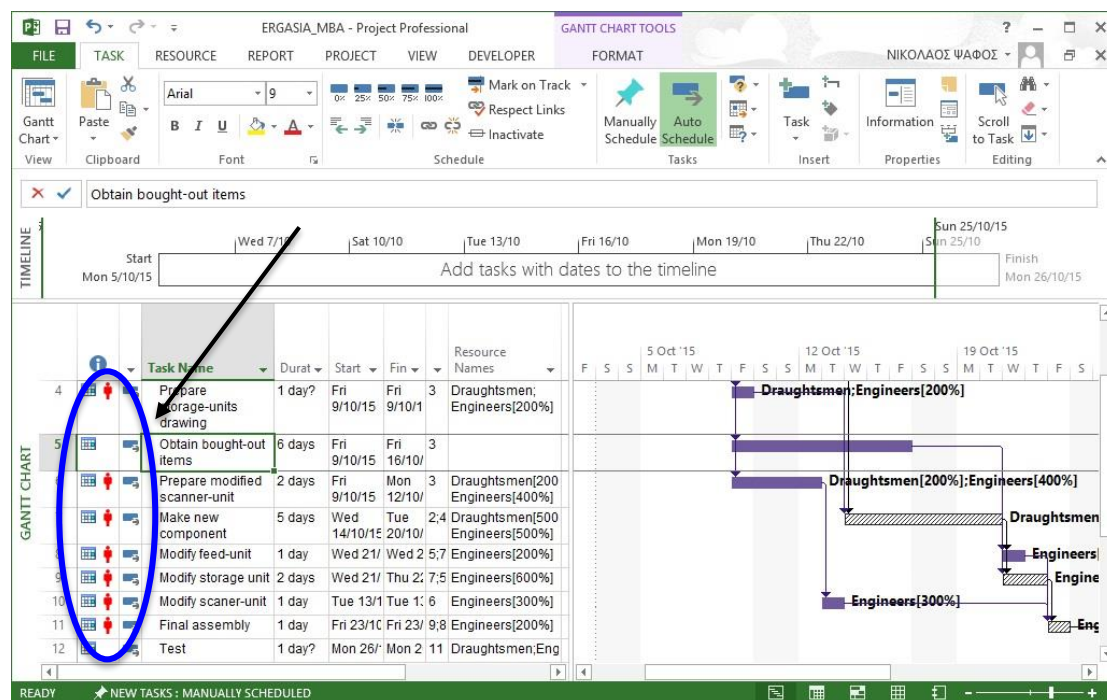 ERGASIA_MBA - Project Professional
GANTT CHART TOOLS
FILE TASK RESOURCE REPORT PROJECT VIEW DEVELOPER FORMAT
ΝΙΚΟΛΑΟΣ ΨΑΦΟΣ
Gantt Chart
View
Paste
Clipboard
Arial 9
B I U A
Font
0× 25× 50× 75× 100×
Mark on Track
Respect Links
Inactivate
Schedule
Manually Schedule
Auto Schedule
Tasks
Task
Insert
Information
Properties
Scroll to Task
Editing
Obtain bought-out items
TIMELINE
Wed 7/10 Sat 10/10 Tue 13/10 Fri 16/10 Mon 19/10 Thu 22/10 Sun 25/10
Sun 25/10/15
Start
Mon 5/10/15
Add tasks with dates to the timeline
Finish
Mon 26/10/15
GANTT CHART
Task Name Durat Start Fin Resource Names
4 Prepare storage-units drawing 1 day? Fri 9/10/15 Fri 9/10/1 3 Draughtsmen; Engineers[200%]
5 Obtain bought-out items 6 days Fri 9/10/15 Fri 16/10/ 3
Prepare modified scanner-unit 2 days Fri 9/10/15 Mon 12/10/ 3 Draughtsmen[200 Engineers[400%]
Make new component 5 days Wed 14/10/15 Tue 20/10/ 2;4 Draughtsmen[500 Engineers[500%]
8 Modify feed-unit 1 day Wed 21/ Wed 2 5;7 Engineers[200%]
9 Modify storage unit 2 days Wed 21/ Thu 22 7;5 Engineers[600%]
10 Modify scaner-unit 1 day Tue 13/1 Tue 1 6 Engineers[300%]
11 Final assembly 1 day Fri 23/10 Fri 23/ 9;8 Engineers[200%]
12 Test 1 day? Mon 26/ Mon 2 11 Draughtsmen;Eng
5 Oct '15 12 Oct '15 19 Oct '15
F S S M T W T F S S M T W T F S S M T W T F S
Draughtsmen;Engineers[200%]
Draughtsmen[200%];Engineers[400%]
Draughtsmen
Engineers[
Engine
Engineers[300%]
Eng
READY NEW TASKS : MANUALLY SCHEDULED